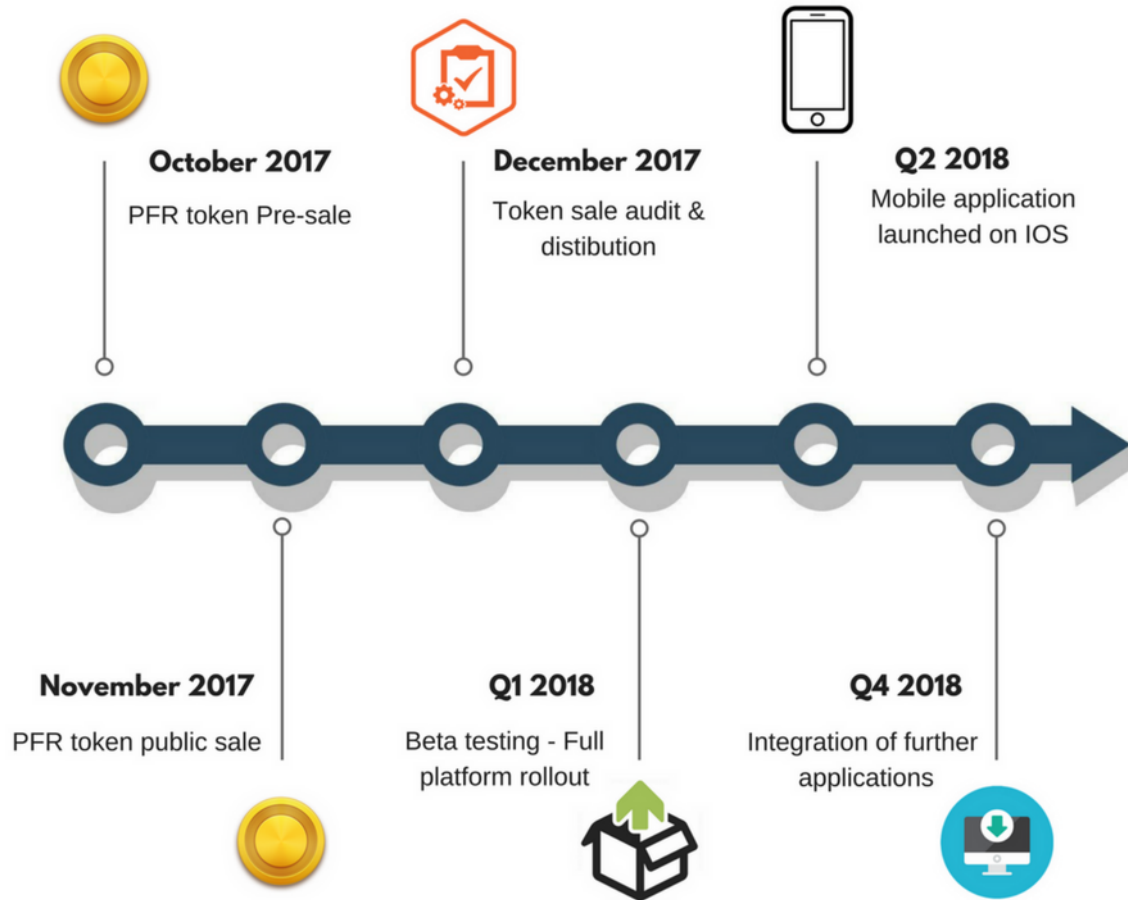 October 2017
PFR token Pre-sale
December 2017
Token sale audit &
distibution
Q2 2018
Mobile application
launched on IOS
November 2017
PFR token public sale
Q1 2018
Beta testing - Full
platform rollout
Q4 2018
Integration of further
applications